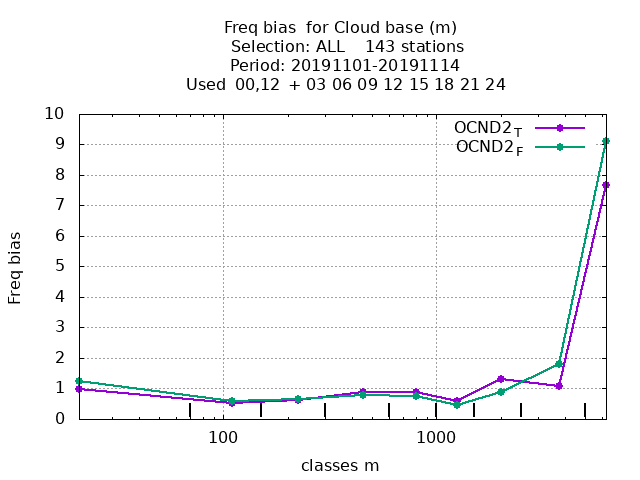 Freq bias  for Cloud base (m)
Selection: ALL    143 stations
Period: 20191101-20191114
Used  00,12  + 03 06 09 12 15 18 21 24
OCND2T
OCND2F
10
9
8
7
6
5
4
3
2
1
0
Freq bias
100 1000
classes m